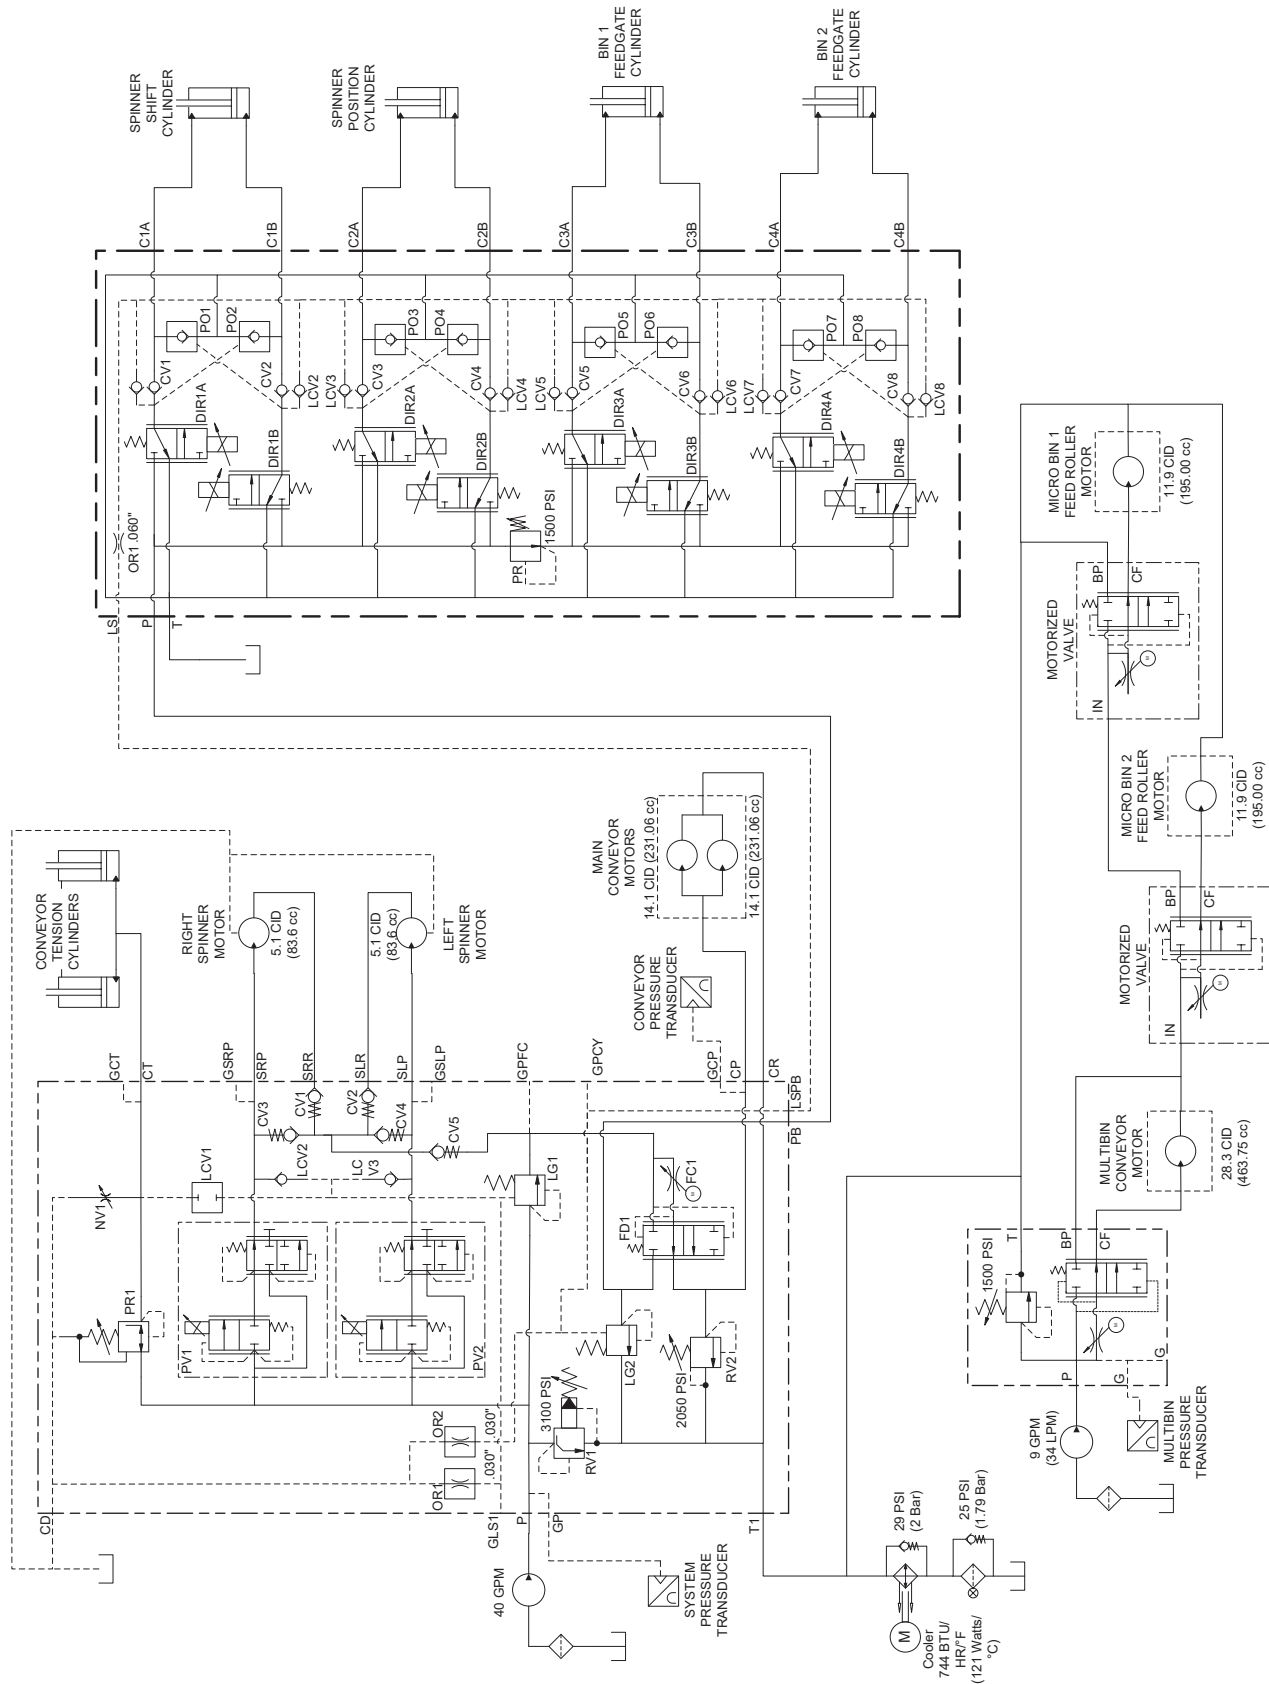 SPINNER
SHIFT
CYLINDER
SPINNER
POSITION
CYLINDER
BIN 1
FEEDGATE
CYLINDER
BIN 2
FEEDGATE
CYLINDER
C1A
C1B
C2A
C2B
C3A
C3B
C4A
C4B
CV1
PO1
PO2
CV2
LCV2
LCV3
CV3
PO3
PO4
CV4
LCV4
LCV5
CV5
PO5
PO6
CV6
LCV6
LCV7
CV7
PO7
PO8
CV8
LCV8
DIR1A
DIR1B
DIR2A
DIR2B
DIR3A
DIR3B
DIR4A
DIR4B
OR1 .060"
PR
1500 PSI
LS
P
T
CONVEYOR
TENSION
CYLINDERS
RIGHT
SPINNER
MOTOR
5.1 CID
(83.6 cc)
5.1 CID
(83.6 cc)
LEFT
SPINNER
MOTOR
CONVEYOR
PRESSURE
TRANSDUCER
MAIN
CONVEYOR
MOTORS
14.1 CID (231.06 cc)
14.1 CID (231.06 cc)
GCT
CT
GSRP
SRP
SRR
SLR
SLP
GSLP
GPFC
GPCY
GCP
CP
CR
LSPB
PB
NV1
LCV1
CV3
CV1
CV2
CV4
LCV2
LC
V3
CV5
LG1
FC1
FD1
PR1
PV1
PV2
OR2
.030"
OR1
.030"
3100 PSI
RV1
LG2
2050 PSI
RV2
CD
GLS1
P
GP
T1
40 GPM
SYSTEM
PRESSURE
TRANSDUCER
M
Cooler
744 BTU/
HR/°F
(121 Watts/
°C)
29 PSI
(2 Bar)
25 PSI
(1.79 Bar)
9 GPM
(34 LPM)
MULTIBIN
PRESSURE
TRANSDUCER
P
G
G
T
1500 PSI
BP
CF
MULTIBIN
CONVEYOR
MOTOR
28.3 CID
(463.75 cc)
MOTORIZED
VALVE
IN
BP
CF
MICRO BIN 2
FEED ROLLER
MOTOR
11.9 CID
(195.00 cc)
MOTORIZED
VALVE
IN
BP
CF
MICRO BIN 1
FEED ROLLER
MOTOR
11.9 CID
(195.00 cc)